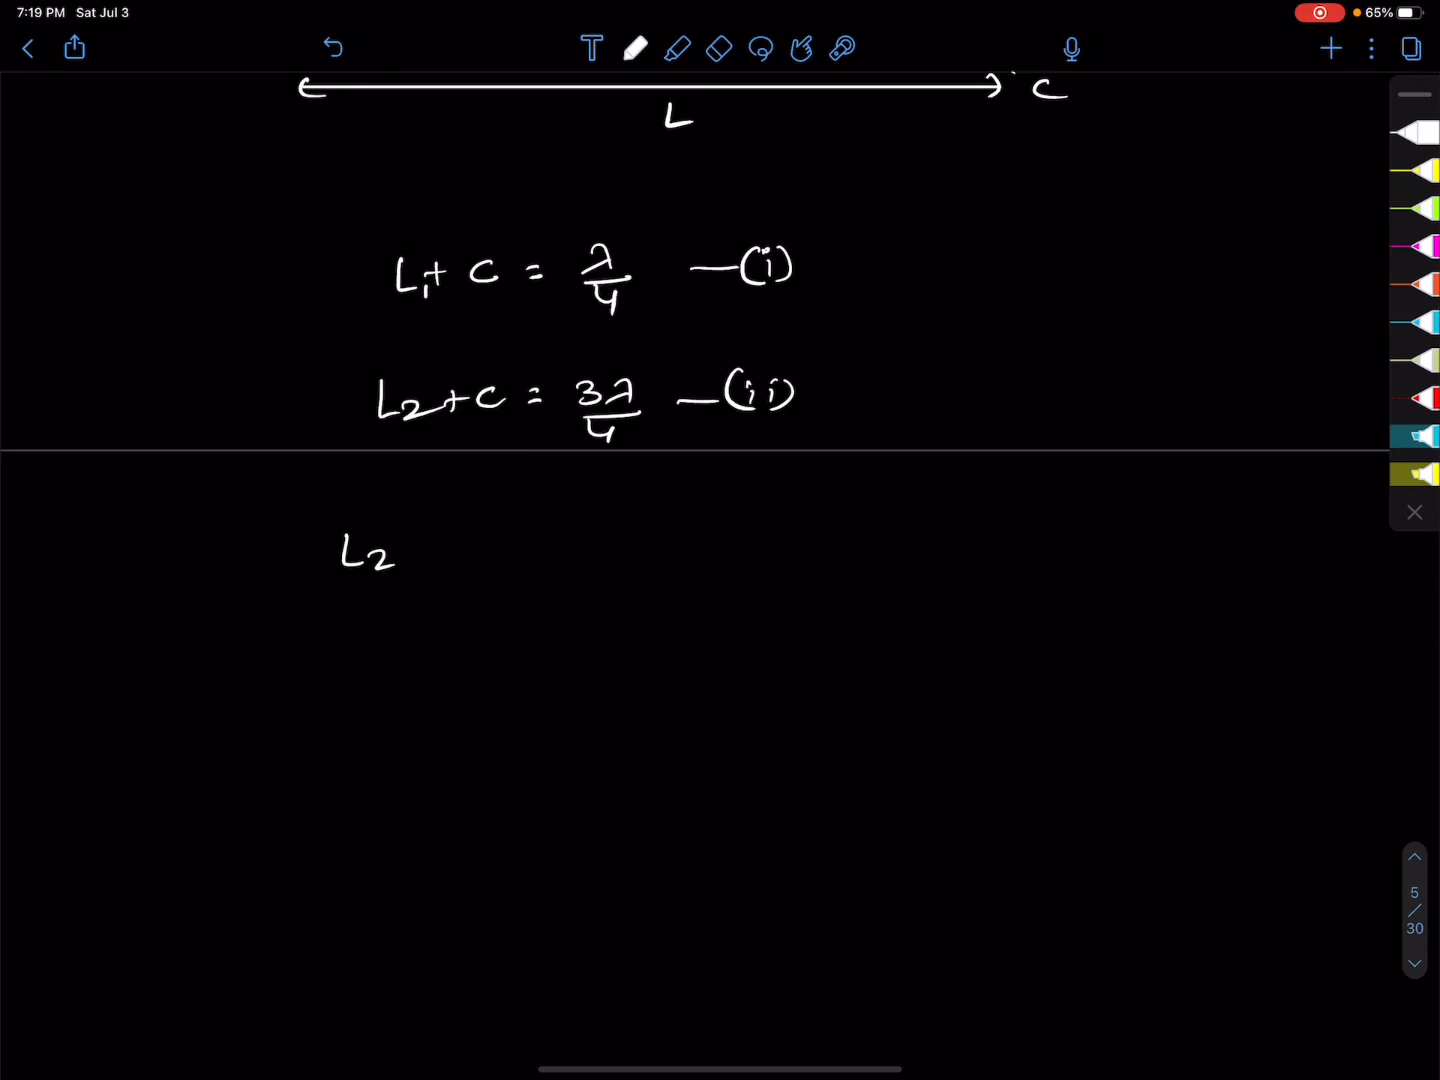 7:19 PM Sat Jul 3
65%
T
C
L
L₁ + C = λ/4 —(i)
L₂ + C = 3λ/4 —(ii)
L₂
5
/
30